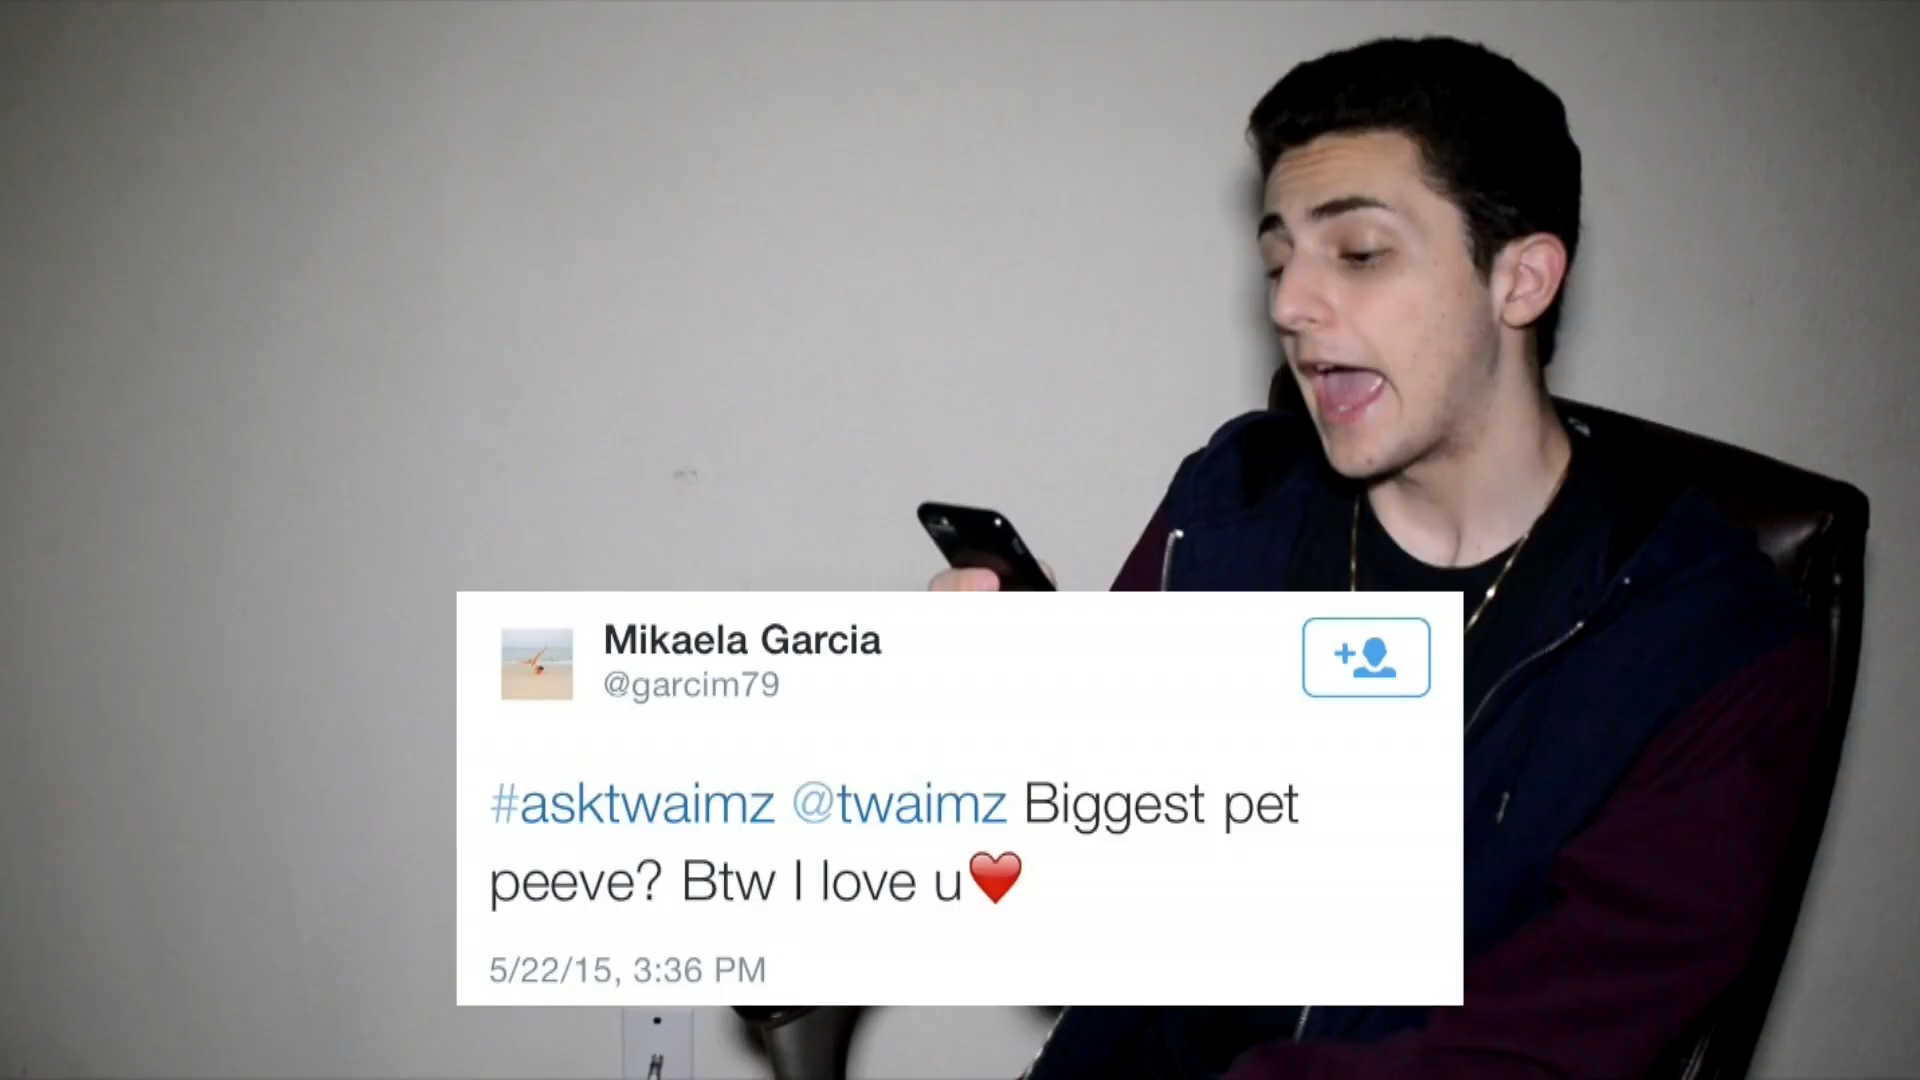 Mikaela Garcia
@garcim79
#asktwaimz @twaimz Biggest pet
peeve? Btw I love u❤️
5/22/15, 3:36 PM